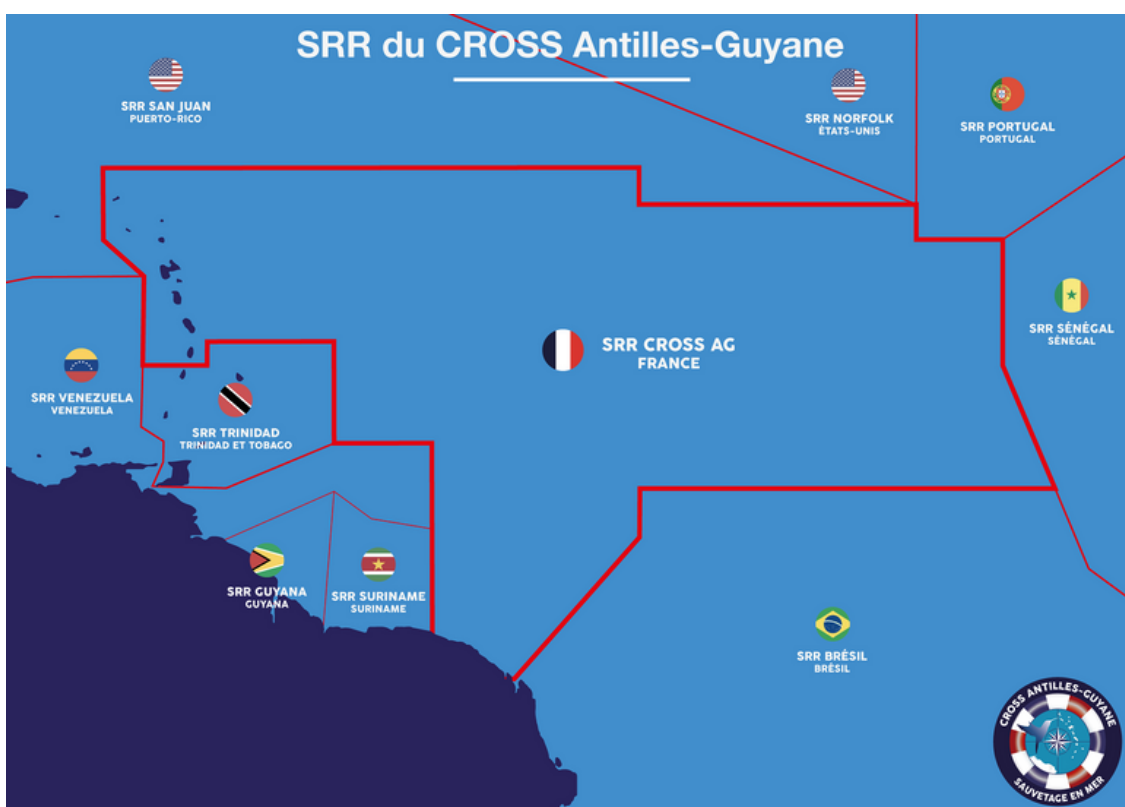 SRR du CROSS Antilles-Guyane
SRR SAN JUAN
PUERTO-RICO
SRR NORFOLK
ÉTATS-UNIS
SRR PORTUGAL
PORTUGAL
SRR SÉNÉGAL
SÉNÉGAL
SRR CROSS AG
FRANCE
SRR VENEZUELA
VENEZUELA
SRR TRINIDAD
TRINIDAD ET TOBAGO
SRR GUYANA
GUYANA
SRR SURINAME
SURINAME
SRR BRÉSIL
BRÉSIL
CROSS ANTILLES-GUYANE
SAUVETAGE EN MER